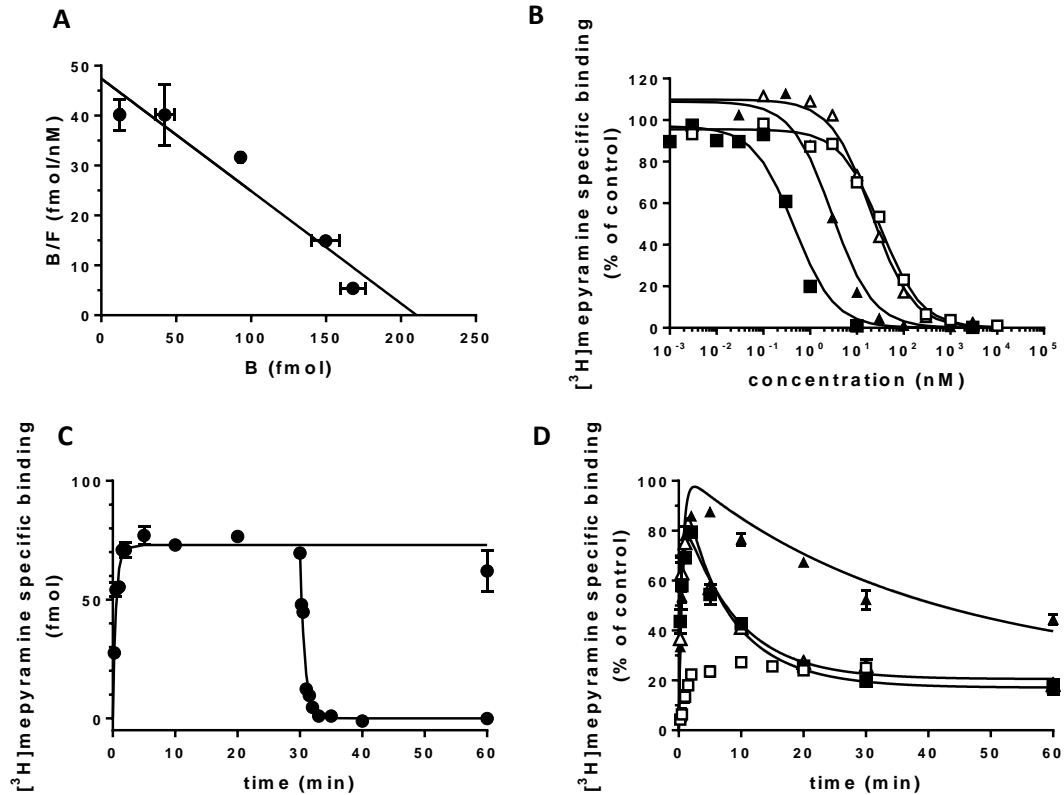 A
B/F (fmol/nM)
50
40
30
20
10
0
0 50 100 150 200 250
B (fmol)
B
[³H]mepyramine specific binding
(% of control)
120
100
80
60
40
20
0
10⁻³ 10⁻² 10⁻¹ 10⁰ 10¹ 10² 10³ 10⁴ 10⁵
concentration (nM)
C
[³H]mepyramine specific binding
(fmol)
100
50
0
0 10 20 30 40 50 60
time (min)
D
[³H]mepyramine specific binding
(% of control)
100
80
60
40
20
0
0 10 20 30 40 50 60
time (min)